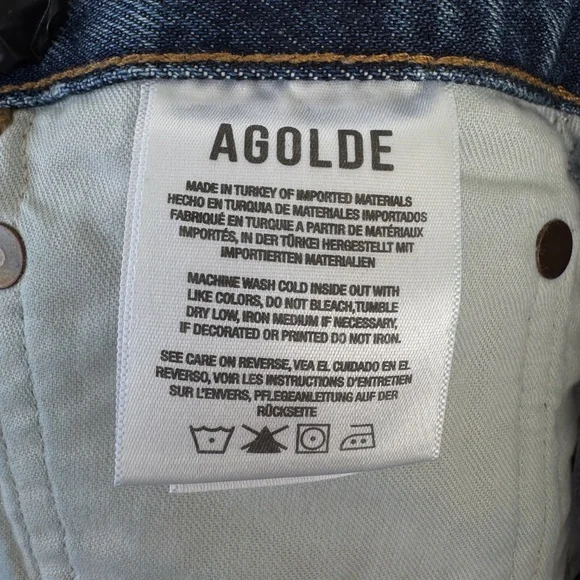 AGOLDE
MADE IN TURKEY OF IMPORTED MATERIALS
HECHO EN TURQUIA DE MATERIALES IMPORTADOS
FABRIQUÉ EN TURQUIE A PARTIR DE MATÉRIAUX
IMPORTÉS, IN DER TÜRKEI HERGESTELLT MIT
IMPORTIERTEN MATERIALIEN
MACHINE WASH COLD INSIDE OUT WITH
LIKE COLORS, DO NOT BLEACH,TUMBLE
DRY LOW, IRON MEDIUM IF NECESSARY,
IF DECORATED OR PRINTED DO NOT IRON.
SEE CARE ON REVERSE, VEA EL CUIDADO EN EL
REVERSO, VOIR LES INSTRUCTIONS D'ENTRETIEN
SUR L'ENVERS, PFLEGEANLEITUNG AUF DER
RÜCKSEITE